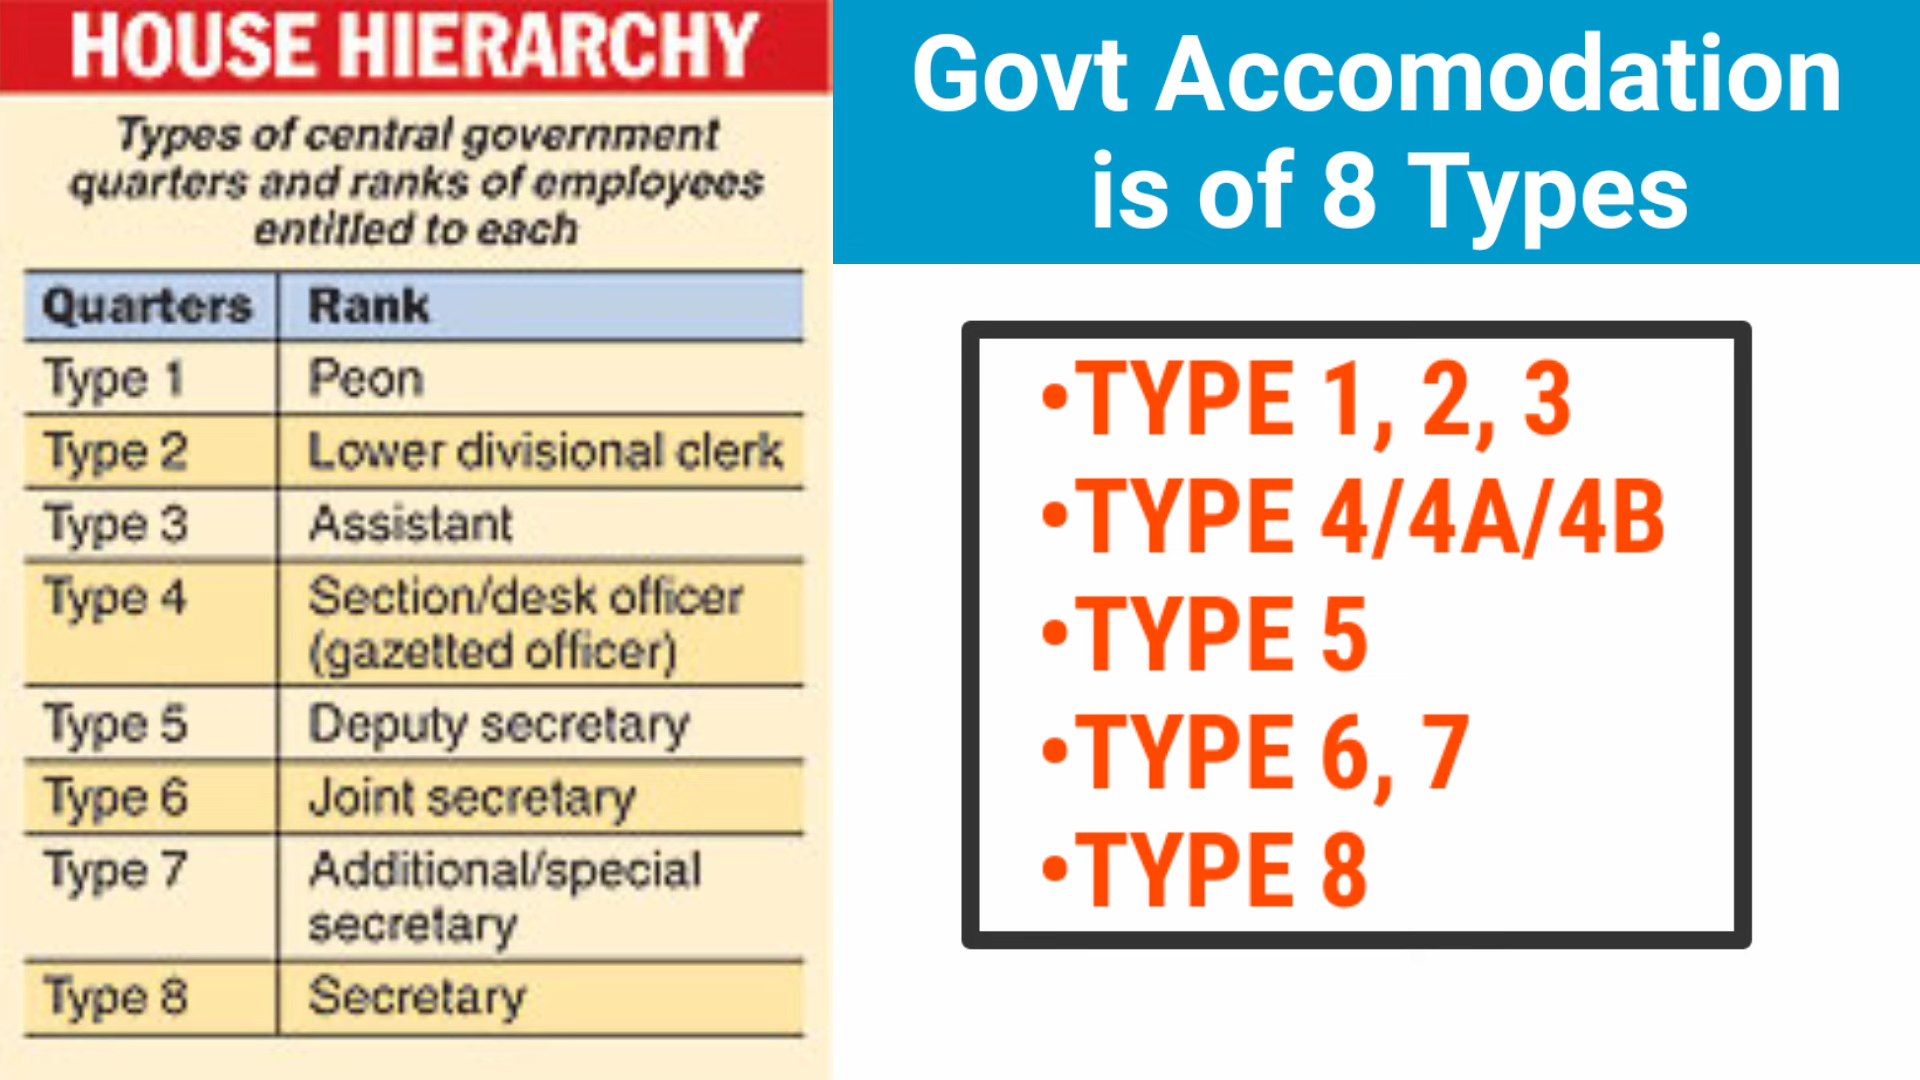 HOUSE HIERARCHY
Types of central government
quarters and ranks of employees
entitled to each
Quarters Rank
Type 1 Peon
Type 2 Lower divisional clerk
Type 3 Assistant
Type 4 Section/desk officer
(gazetted officer)
Type 5 Deputy secretary
Type 6 Joint secretary
Type 7 Additional/special
secretary
Type 8 Secretary
Govt Accomodation
is of 8 Types
•TYPE 1, 2, 3
•TYPE 4/4A/4B
•TYPE 5
•TYPE 6, 7
•TYPE 8